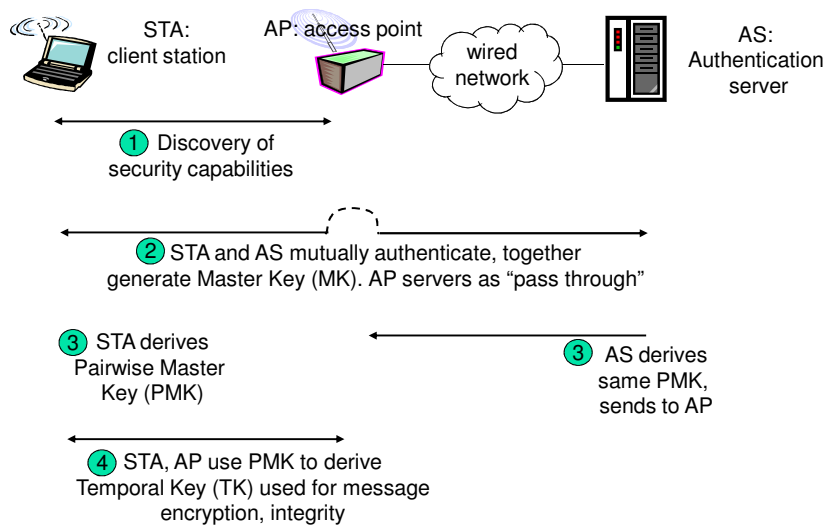 STA:
client station
AP: access point
wired
network
AS:
Authentication
server
1 Discovery of
security capabilities
2 STA and AS mutually authenticate, together
generate Master Key (MK). AP servers as “pass through”
3 STA derives
Pairwise Master
Key (PMK)
3 AS derives
same PMK,
sends to AP
4 STA, AP use PMK to derive
Temporal Key (TK) used for message
encryption, integrity